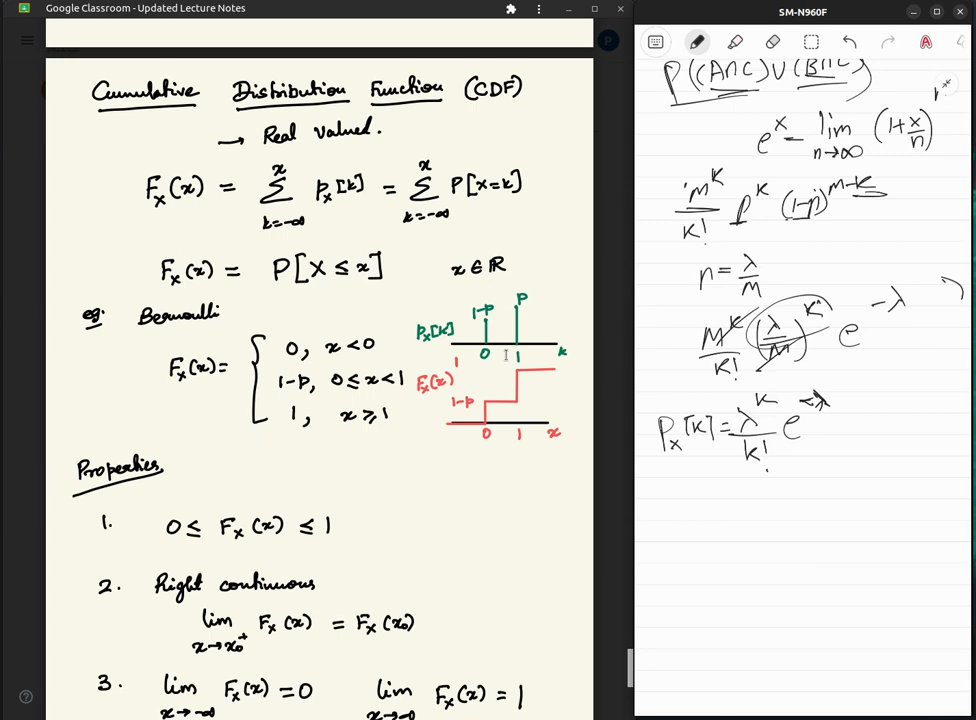 Google Classroom - Updated Lecture Notes
P
Cumulative Distribution Function (CDF)
→ Real valued.
Fx(x) = x∑k=-∞ px[k] = x∑k=-∞ P[X=k]
Fx(x) = P[X ≤ x] x ∈ ℝ
eg: Bernoulli
Fx(x) = { 0, x<0
1-p, 0≤x<1
1, x≥1
px[k] 1-p P
0 1 k
Fx(x) 1
1-p
0 1 x
Properties
1. 0 ≤ Fx(x) ≤ 1
2. Right continuous
lim x→x0+ Fx(x) = Fx(x0)
3. lim x→-∞ Fx(x) = 0 lim x→-∞ Fx(x) = 1
SM-N960F
A
P((A∩C)∪(B∩C))
e^x = lim n→∞ (1+x/n)
m^k/k! p^k (1-p)^m-k
p = λ/m
m^k/k! (λ/m)^k e^-λ
Px[k] = λ^k/k! e^-λ